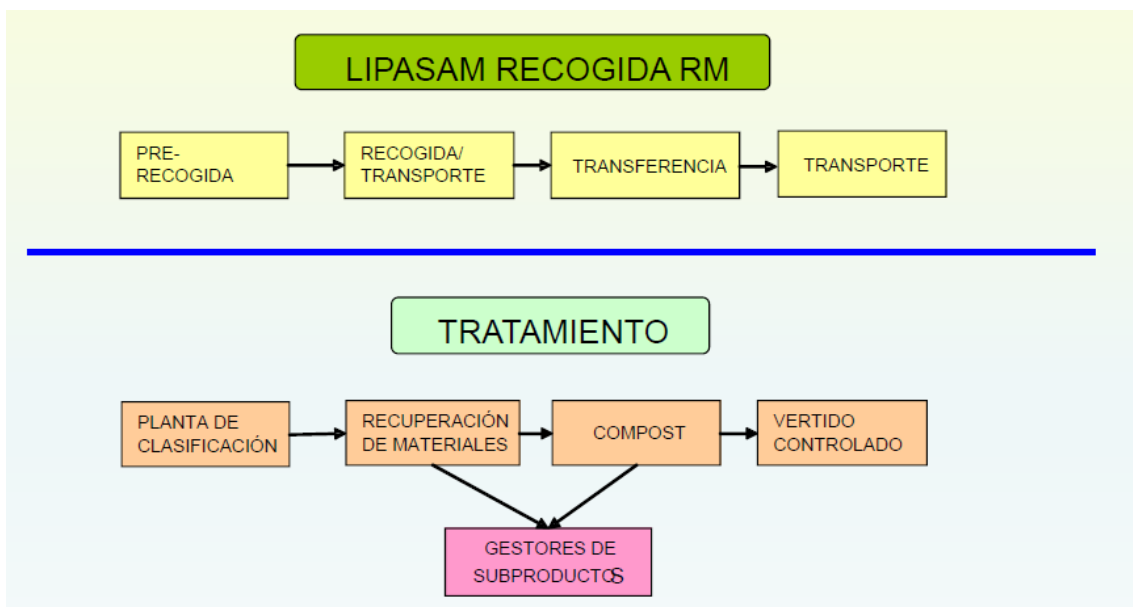 LIPASAM RECOGIDA RM
PRE-
RECOGIDA
RECOGIDA/
TRANSPORTE
TRANSFERENCIA
TRANSPORTE
TRATAMIENTO
PLANTA DE
CLASIFICACIÓN
RECUPERACIÓN
DE MATERIALES
COMPOST
VERTIDO
CONTROLADO
GESTORES DE
SUBPRODUCTOS